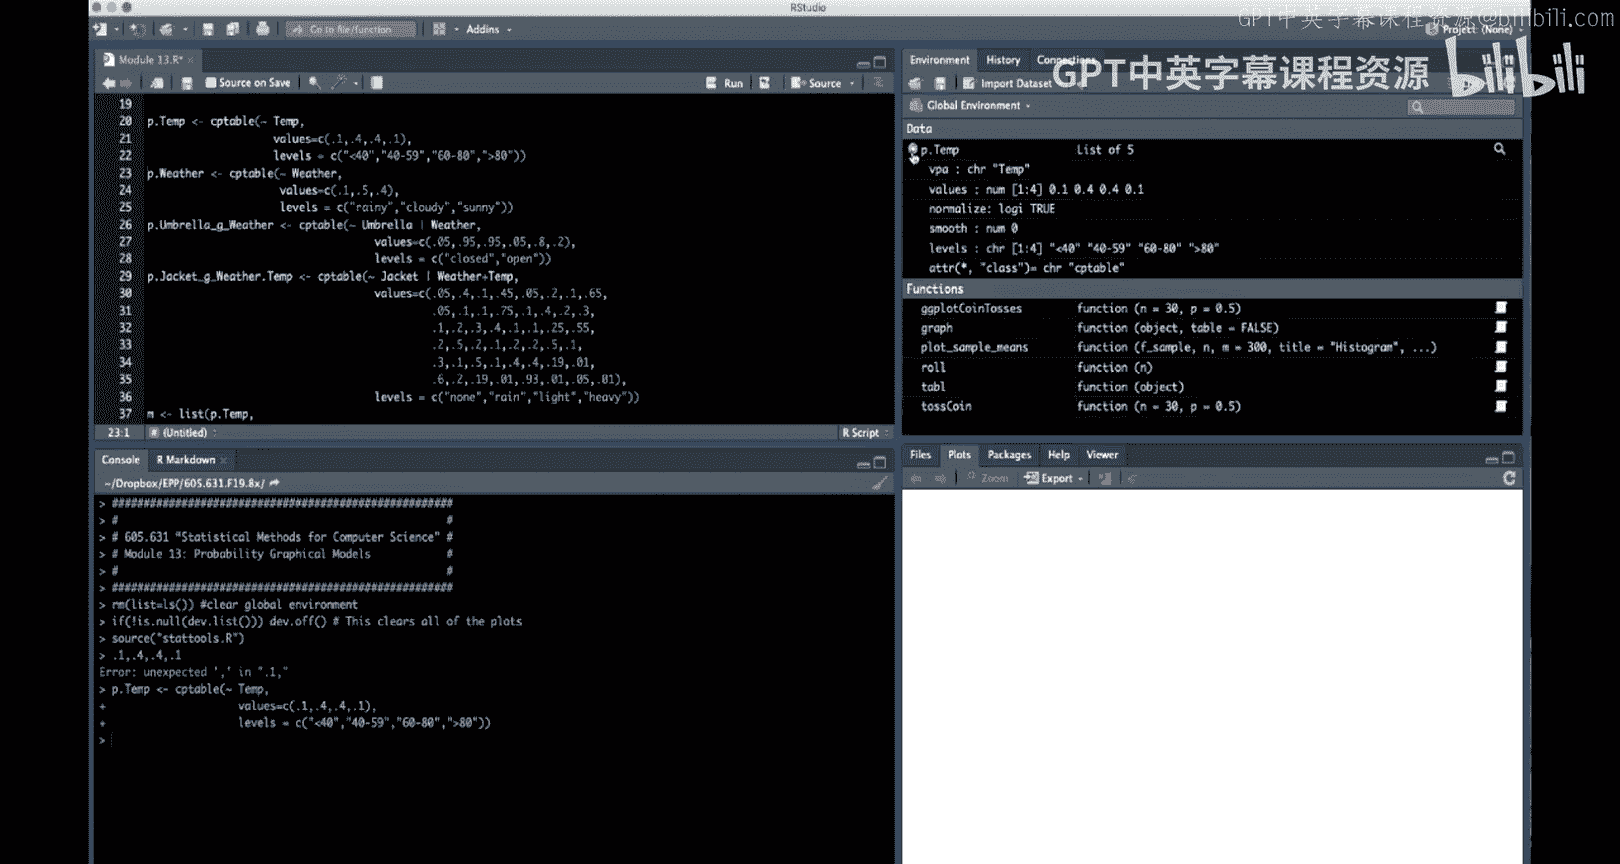 RStudio
GPT中英字幕课程资源@bilibili.com
Go to file/function
Addins
Project: (None)
Module 13.R*
Source on Save
Run
Source
19
20 p.Temp <- cptable(~ Temp,
21 values=c(.1,.4,.4,.1),
22 levels = c("<40","40-59","60-80",">80"))
23 p.Weather <- cptable(~ Weather,
24 values=c(.1,.5,.4),
25 levels = c("rainy","cloudy","sunny"))
26 p.Umbrella_g_Weather <- cptable(~ Umbrella | Weather,
27 values=c(.05,.95,.95,.05,.8,.2),
28 levels = c("closed","open"))
29 p.Jacket_g_Weather.Temp <- cptable(~ Jacket | Weather+Temp,
30 values=c(.05,.4,.1,.45,.05,.2,.1,.65,
31 .05,.1,.1,.75,.1,.4,.2,.3,
32 .1,.2,.3,.4,.1,.1,.25,.55,
33 .2,.5,.2,.1,.2,.2,.5,.1,
34 .3,.1,.5,.1,.4,.4,.19,.01,
35 .6,.2,.19,.01,.93,.01,.05,.01),
36 levels = c("none","rain","light","heavy"))
37 m <- list(p.Temp,
23:1 # (Untitled)
R Script
Console
R Markdown
~/Dropbox/EPP/605.631.F19.8x/
> ####################################################
> # #
> # 605.631 "Statistical Methods for Computer Science" #
> # Module 13: Probability Graphical Models #
> # #
> ####################################################
> rm(list=ls()) #clear global environment
> if(!is.null(dev.list())) dev.off() # This clears all of the plots
> source("stattools.R")
> .1,.4,.4,.1
Error: unexpected ',' in ".1,"
> p.Temp <- cptable(~ Temp,
+ values=c(.1,.4,.4,.1),
+ levels = c("<40","40-59","60-80",">80"))
>
Environment
History
Connections
GPT中英字幕课程资源
bilibili
Import Dataset
Global Environment
Data
p.Temp List of 5
vpa : chr "Temp"
values : num [1:4] 0.1 0.4 0.4 0.1
normalize: logi TRUE
smooth : num 0
levels : chr [1:4] "<40" "40-59" "60-80" ">80"
attr(*, "class")= chr "cptable"
Functions
ggplotCoinTosses function (n = 30, p = 0.5)
graph function (object, table = FALSE)
plot_sample_means function (f_sample, n, m = 300, title = "Histogram", ...)
roll function (n)
tabl function (object)
tossCoin function (n = 30, p = 0.5)
Files
Plots
Packages
Help
Viewer
Zoom
Export